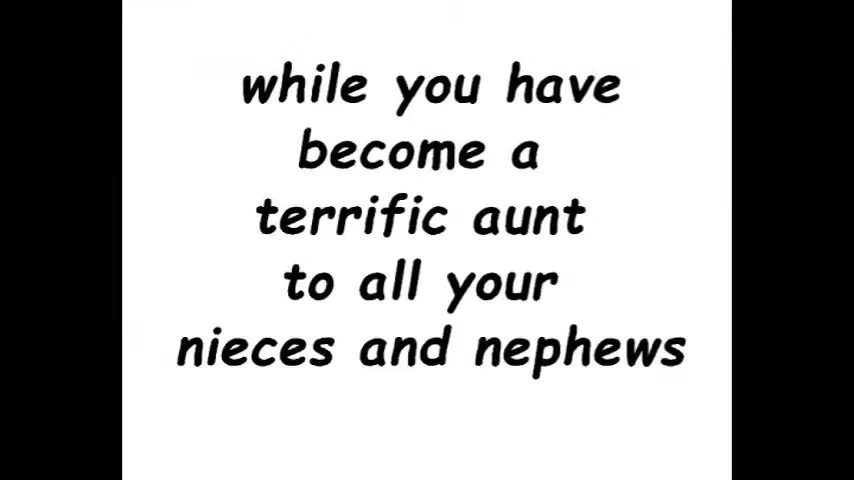 while you have
become a
terrific aunt
to all your
nieces and nephews